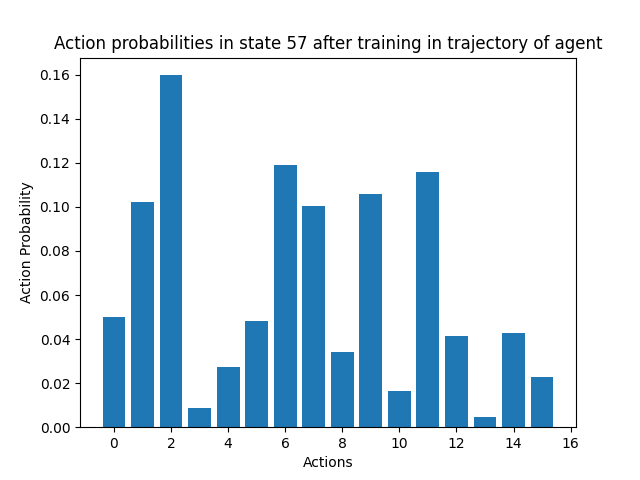 Action probabilities in state 57 after training in trajectory of agent
0.16
0.14
0.12
0.10
0.08
0.06
0.04
0.02
0.00
Action Probability
0 2 4 6 8 10 12 14 16
Actions